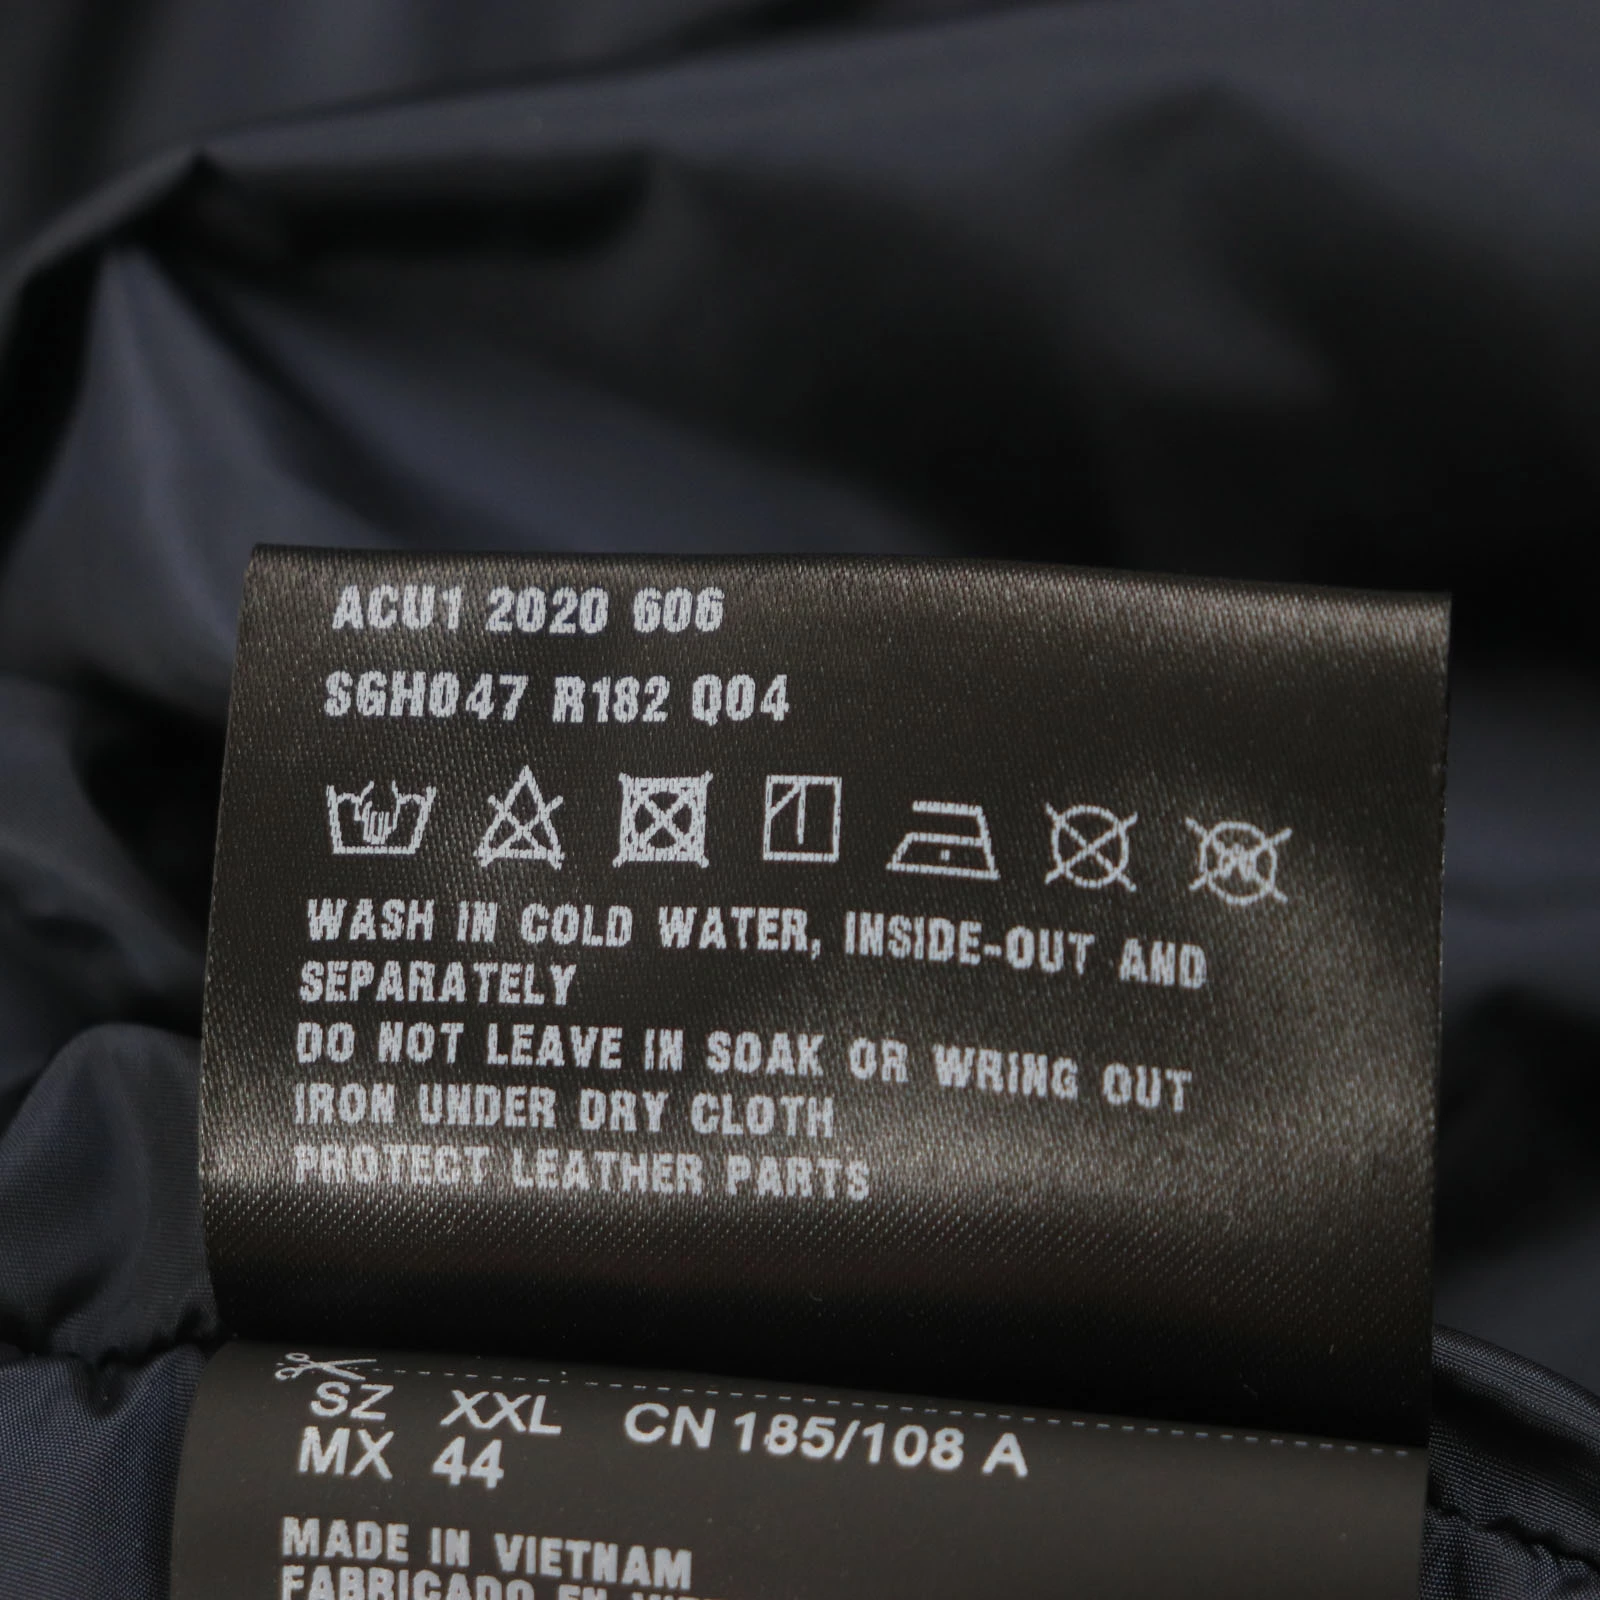 ACU1 2020 606
SGH047 R182 Q04
WASH IN COLD WATER, INSIDE-OUT AND
SEPARATELY
DO NOT LEAVE IN SOAK OR WRING OUT
IRON UNDER DRY CLOTH
PROTECT LEATHER PARTS
SZ XXL CN 185/108 A
MX 44
MADE IN VIETNAM
FABRICADO EN